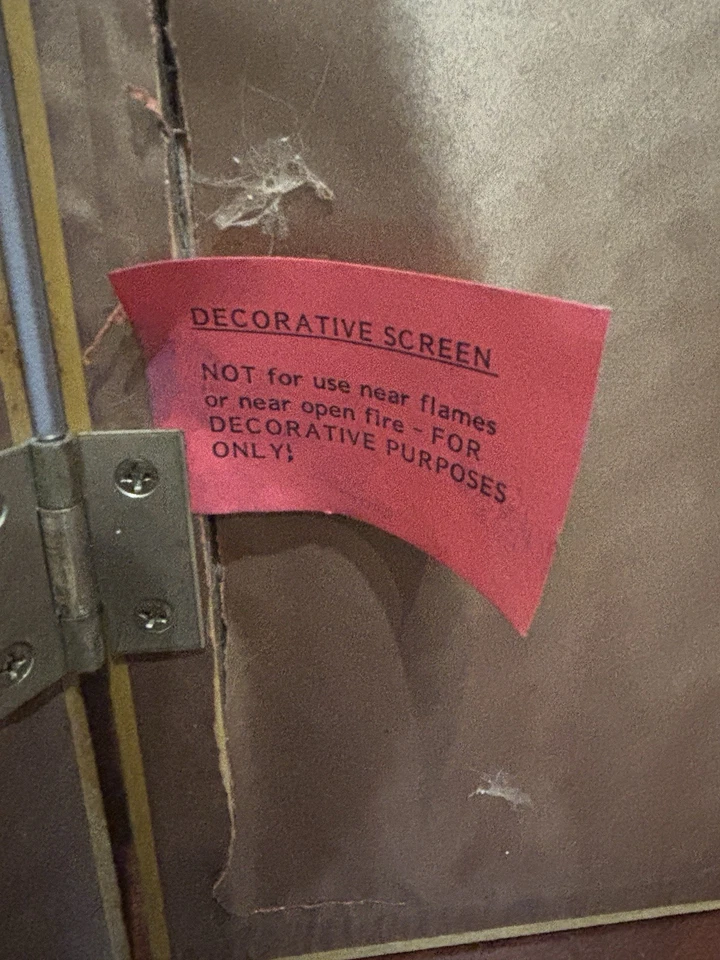 DECORATIVE SCREEN
NOT for use near flames
or near open fire - FOR
DECORATIVE PURPOSES
ONLY!